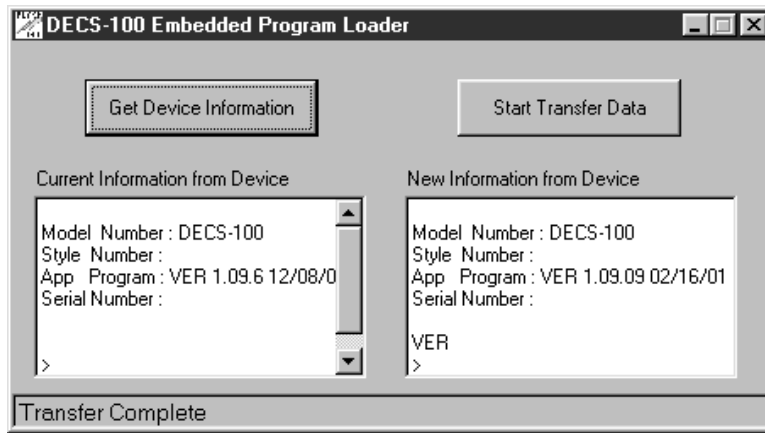 DECS-100 Embedded Program Loader
Get Device Information
Start Transfer Data
Current Information from Device
Model Number : DECS-100
Style Number :
App Program : VER 1.09.6 12/08/0
Serial Number :
>
New Information from Device
Model Number : DECS-100
Style Number :
App Program : VER 1.09.09 02/16/01
Serial Number :
VER
>
Transfer Complete